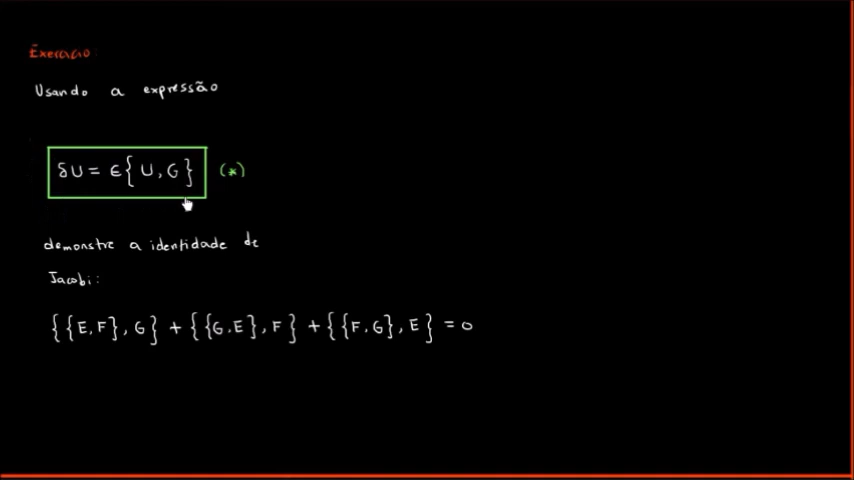 Exercício
Usando a expressão
δU = ϵ{U, G} (*)
demonstre a identidade de
Jacobi:
{{E, F}, G} + {{G, E}, F} + {{F, G}, E} = 0